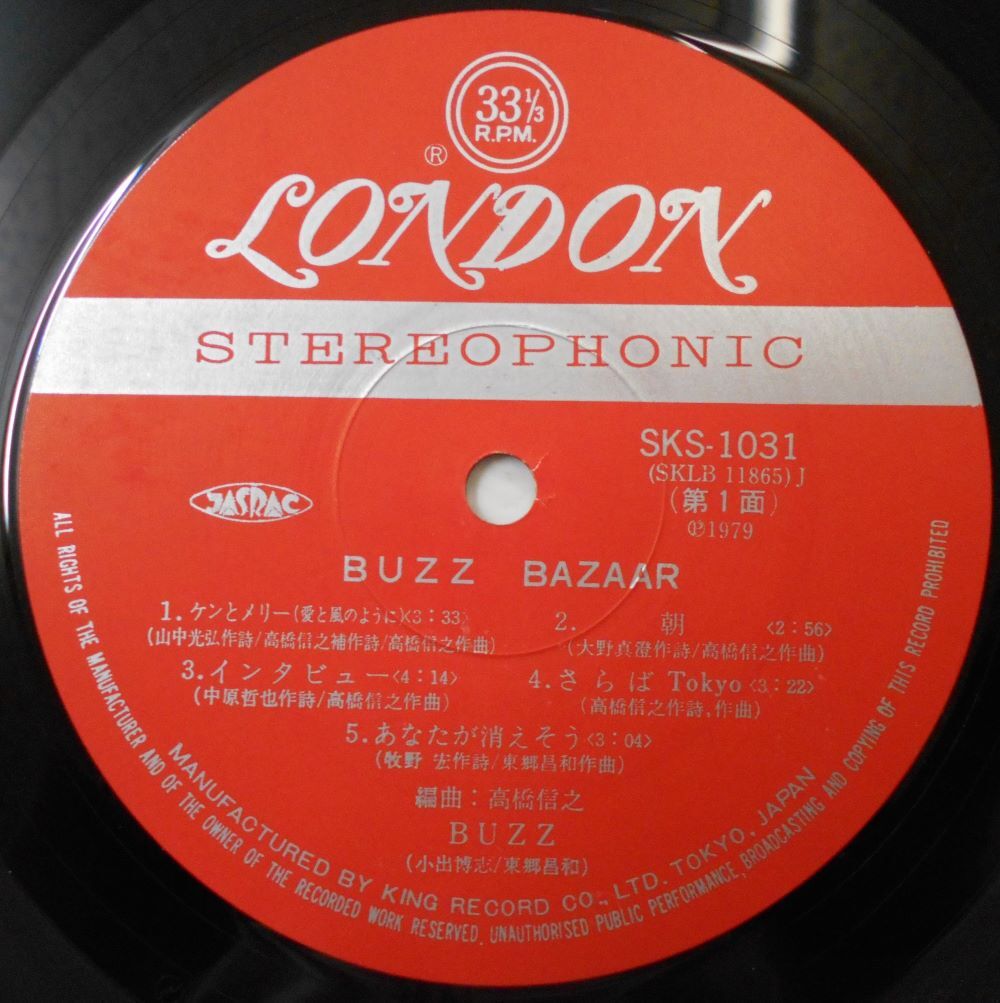 33 1/3
R.P.M.
®
LONDON
STEREOPHONIC
SKS-1031
(SKLB 11865) J
(第1面)
Ⓟ1979
JASRAC
BUZZ BAZAAR
1.ケンとメリー(愛と風のように)<3:33>
(山中光弘作詩/高橋信之補作詩/高橋信之作曲)
2. 朝 <2:56>
(大野真澄作詩/高橋信之作曲)
3.インタビュー<4:14>
(中原哲也作詩/高橋信之作曲)
4.さらば Tokyo<3:22>
(高橋信之作詩,作曲)
5.あなたが消えそう<3:04>
(牧野 宏作詩/東郷昌和作曲)
編曲:高橋信之
BUZZ
(小出博志/東郷昌和)
MANUFACTURED BY KING RECORD CO., LTD. TOKYO, JAPAN
ALL RIGHTS OF THE MANUFACTURER AND OF THE OWNER OF THE RECORDED WORK RESERVED. UNAUTHORISED PUBLIC PERFORMANCE, BROADCASTING AND COPYING OF THIS RECORD PROHIBITED